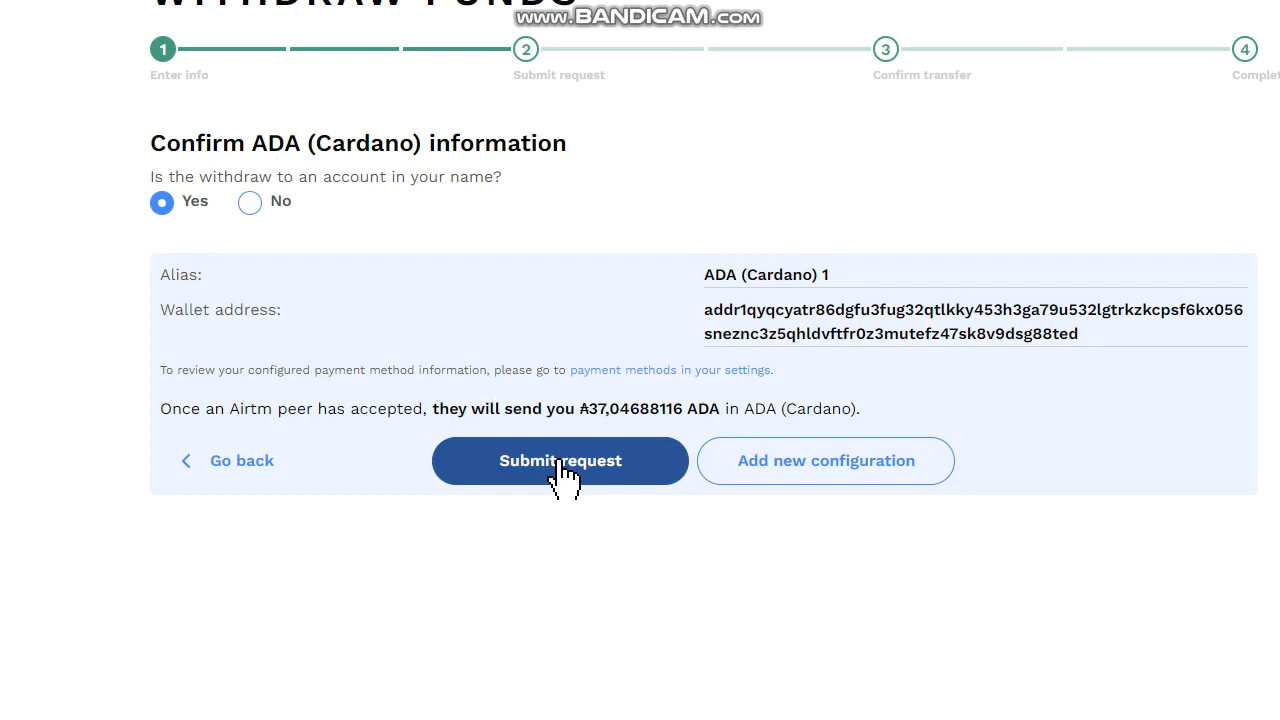 WITHDRAW FUNDS
www.BANDICAM.com
1
2
3
4
Enter info
Submit request
Confirm transfer
Complet
Confirm ADA (Cardano) information
Is the withdraw to an account in your name?
Yes
No
Alias:
ADA (Cardano) 1
Wallet address:
addr1qyqcyatr86dgfu3fug32qtlkky453h3ga79u532lgtrkzkcpsf6kx056
sneznc3z5qhldvftfr0z3mutefz47sk8v9dsg88ted
To review your configured payment method information, please go to payment methods in your settings.
Once an Airtm peer has accepted, they will send you ₳37,04688116 ADA in ADA (Cardano).
Go back
Submit request
Add new configuration